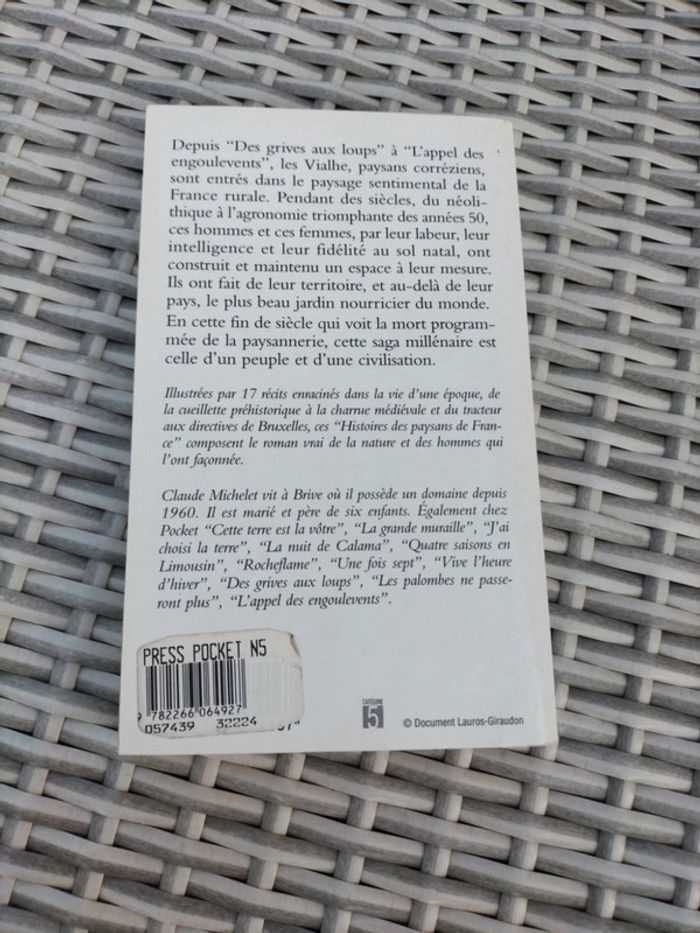 Depuis "Des grives aux loups" à "L'appel des
engoulevents", les Vialhe, paysans corréziens,
sont entrés dans le paysage sentimental de la
France rurale. Pendant des siècles, du néoli-
thique à l'agronomie triomphante des années 50,
ces hommes et ces femmes, par leur labeur, leur
intelligence et leur fidélité au sol natal, ont
construit et maintenu un espace à leur mesure.
Ils ont fait de leur territoire, et au-delà de leur
pays, le plus beau jardin nourricier du monde.
En cette fin de siècle qui voit la mort program-
mée de la paysannerie, cette saga millénaire est
celle d'un peuple et d'une civilisation.
Illustrées par 17 récits enracinés dans la vie d'une époque, de
la cueillette préhistorique à la charrue médiévale et du tracteur
aux directives de Bruxelles, ces "Histoires des paysans de Fran-
ce" composent le roman vrai de la nature et des hommes qui
l'ont façonnée.
Claude Michelet vit à Brive où il possède un domaine depuis
1960. Il est marié et père de six enfants. Également chez
Pocket "Cette terre est la vôtre", "La grande muraille", "J'ai
choisi la terre", "La nuit de Calama", "Quatre saisons en
Limousin", "Rocheflame", "Une fois sept", "Vive l'heure
d'hiver", "Des grives aux loups", "Les palombes ne passe-
ront plus", "L'appel des engoulevents".
PRESS POCKET N5
9 782266 064927
057439 32224
CATÉGORIE
5
© Document Lauros-Giraudon